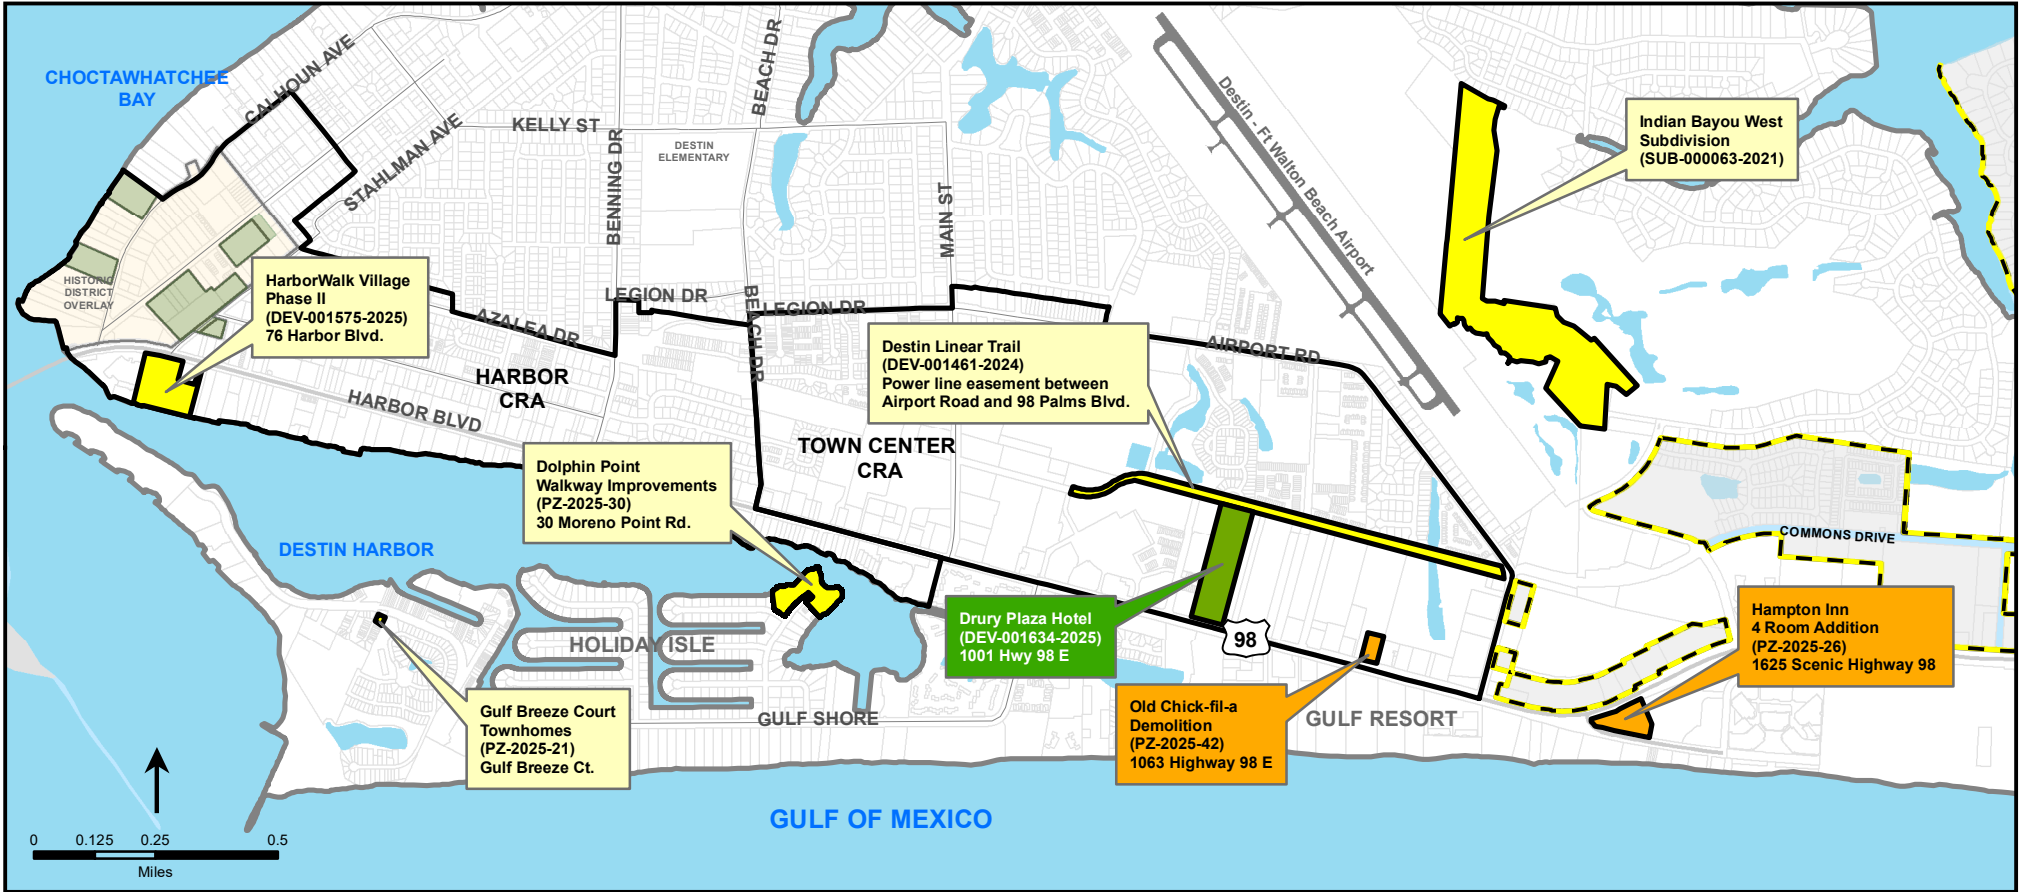 CHOCTAWHATCHEE
BAY
CALHOUN AVE
STAHLMAN AVE
KELLY ST
BENNING DR
BEACH DR
DESTIN
ELEMENTARY
MAIN ST
Destin - Ft Walton Beach Airport
Indian Bayou West
Subdivision
(SUB-000063-2021)
HISTORIC
DISTRICT
OVERLAY
HarborWalk Village
Phase II
(DEV-001575-2025)
76 Harbor Blvd.
LEGION DR
LEGION DR
AZALEA DR
BEACH DR
AIRPORT RD
Destin Linear Trail
(DEV-001461-2024)
Power line easement between
Airport Road and 98 Palms Blvd.
HARBOR
CRA
HARBOR BLVD
TOWN CENTER
CRA
Dolphin Point
Walkway Improvements
(PZ-2025-30)
30 Moreno Point Rd.
DESTIN HARBOR
COMMONS DRIVE
Drury Plaza Hotel
(DEV-001634-2025)
1001 Hwy 98 E
98
Hampton Inn
4 Room Addition
(PZ-2025-26)
1625 Scenic Highway 98
HOLIDAY ISLE
Gulf Breeze Court
Townhomes
(PZ-2025-21)
Gulf Breeze Ct.
GULF SHORE
Old Chick-fil-a
Demolition
(PZ-2025-42)
1063 Highway 98 E
GULF RESORT
GULF OF MEXICO
0 0.125 0.25 0.5
Miles